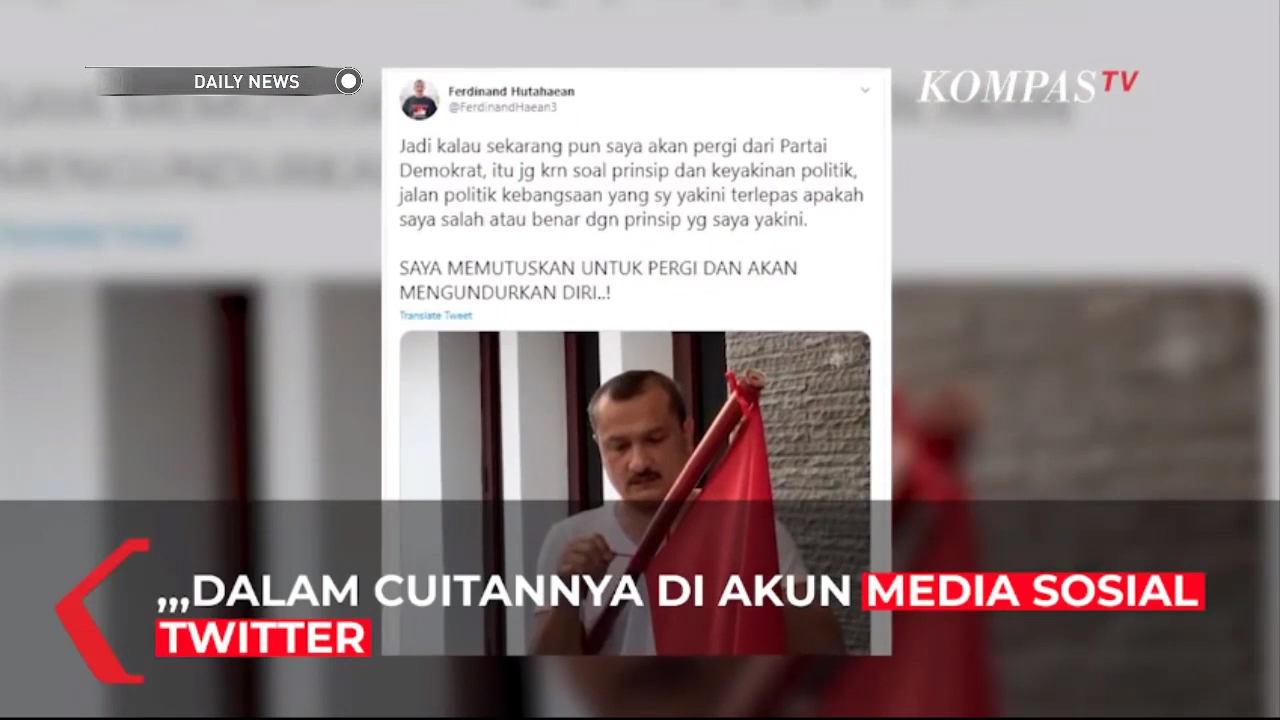 DAILY NEWS
KOMPAS TV
Ferdinand Hutahaean
@FerdinandHaean3
Jadi kalau sekarang pun saya akan pergi dari Partai
Demokrat, itu jg krn soal prinsip dan keyakinan politik,
jalan politik kebangsaan yang sy yakini terlepas apakah
saya salah atau benar dgn prinsip yg saya yakini.
SAYA MEMUTUSKAN UNTUK PERGI DAN AKAN
MENGUNDURKAN DIRI..!
Translate Tweet
,,,DALAM CUITANNYA DI AKUN MEDIA SOSIAL
TWITTER